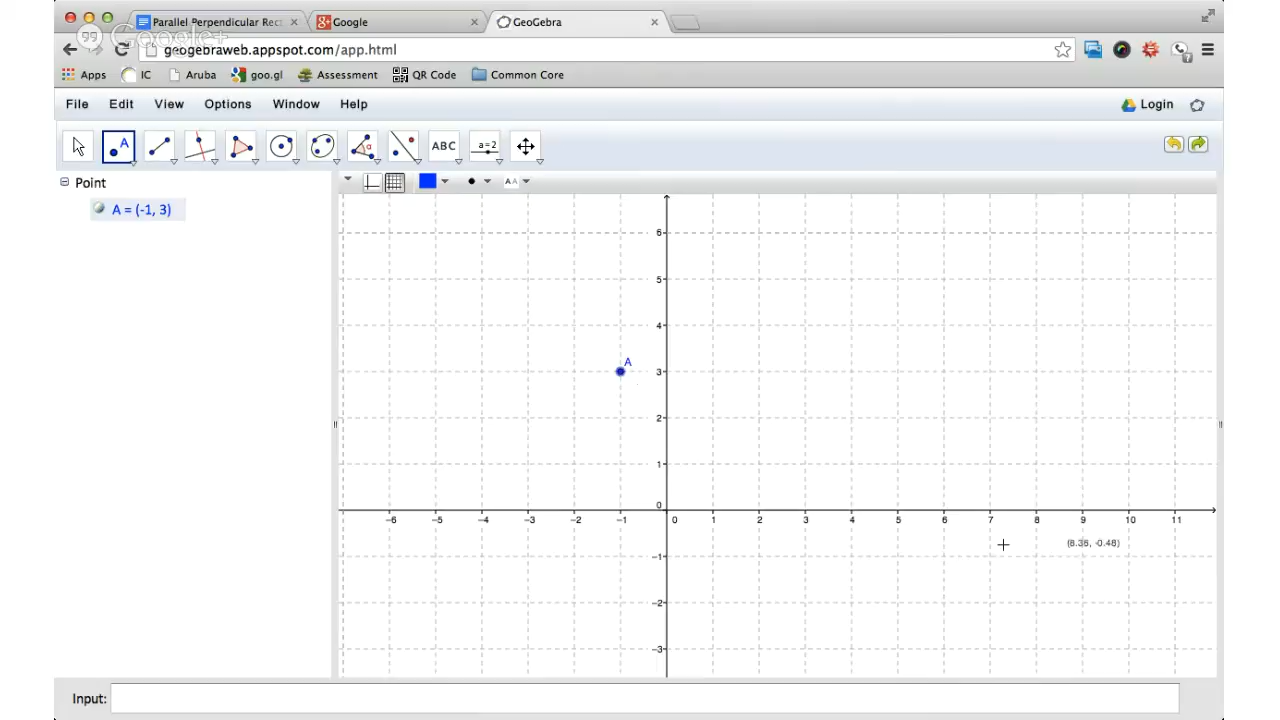 Parallel Perpendicular Rect
Google
GeoGebra
Google+
geogebraweb.appspot.com/app.html
Apps
IC
Aruba
goo.gl
Assessment
QR Code
Common Core
File
Edit
View
Options
Window
Help
Login
A
α
ABC
a=2
Point
A = (-1, 3)
AA
6
5
4
A
3
2
1
0
-6
-5
-4
-3
-2
-1
0
1
2
3
4
5
6
7
8
9
10
11
(8.36, -0.48)
-1
-2
-3
Input: